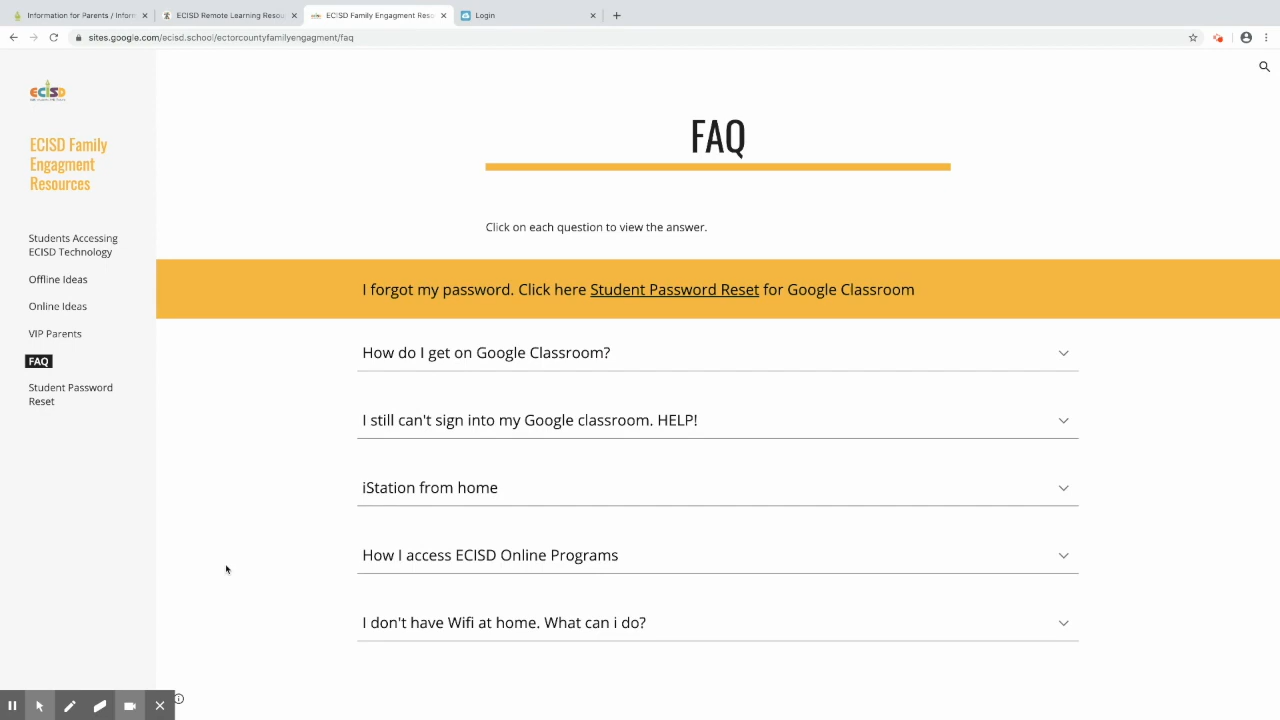 Information for Parents / Inform
ECISD Remote Learning Resou
ECISD Family Engagment Reso
Login
sites.google.com/ecisd.school/ectorcountyfamilyengagment/faq
ECISD
ECISD Family
Engagment
Resources
Students Accessing
ECISD Technology
Offline Ideas
Online Ideas
VIP Parents
FAQ
Student Password
Reset
FAQ
Click on each question to view the answer.
I forgot my password. Click here Student Password Reset for Google Classroom
How do I get on Google Classroom?
I still can't sign into my Google classroom. HELP!
iStation from home
How I access ECISD Online Programs
I don't have Wifi at home. What can i do?